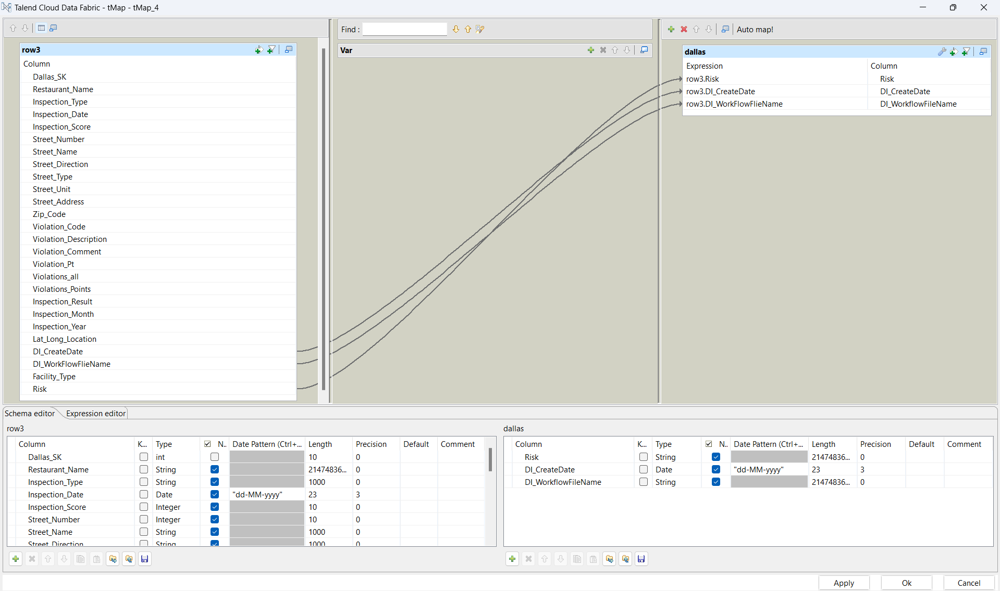 Talend Cloud Data Fabric - tMap - tMap_4
Find :
Auto map!
row3
Column
Dallas_SK
Restaurant_Name
Inspection_Type
Inspection_Date
Inspection_Score
Street_Number
Street_Name
Street_Direction
Street_Type
Street_Unit
Street_Address
Zip_Code
Violation_Code
Violation_Description
Violation_Comment
Violation_Pt
Violations_all
Violations_Points
Inspection_Result
Inspection_Month
Inspection_Year
Lat_Long_Location
DI_CreateDate
DI_WorkFlowFlieName
Facility_Type
Risk
Var
dallas
Expression Column
row3.Risk Risk
row3.DI_CreateDate DI_CreateDate
row3.DI_WorkFlowFlieName DI_WorkflowFileName
Schema editor Expression editor
row3
Column K... Type N.. Date Pattern (Ctrl+... Length Precision Default Comment
Dallas_SK int 10 0
Restaurant_Name String 21474836... 0
Inspection_Type String 1000 0
Inspection_Date Date "dd-MM-yyyy" 23 3
Inspection_Score Integer 10 0
Street_Number Integer 10 0
Street_Name String 1000 0
Street_Direction String 1000 0
dallas
Column K... Type N.. Date Pattern (Ctrl+... Length Precision Default Comment
Risk String 21474836... 0
DI_CreateDate Date "dd-MM-yyyy" 23 3
DI_WorkflowFileName String 21474836... 0
Apply Ok Cancel